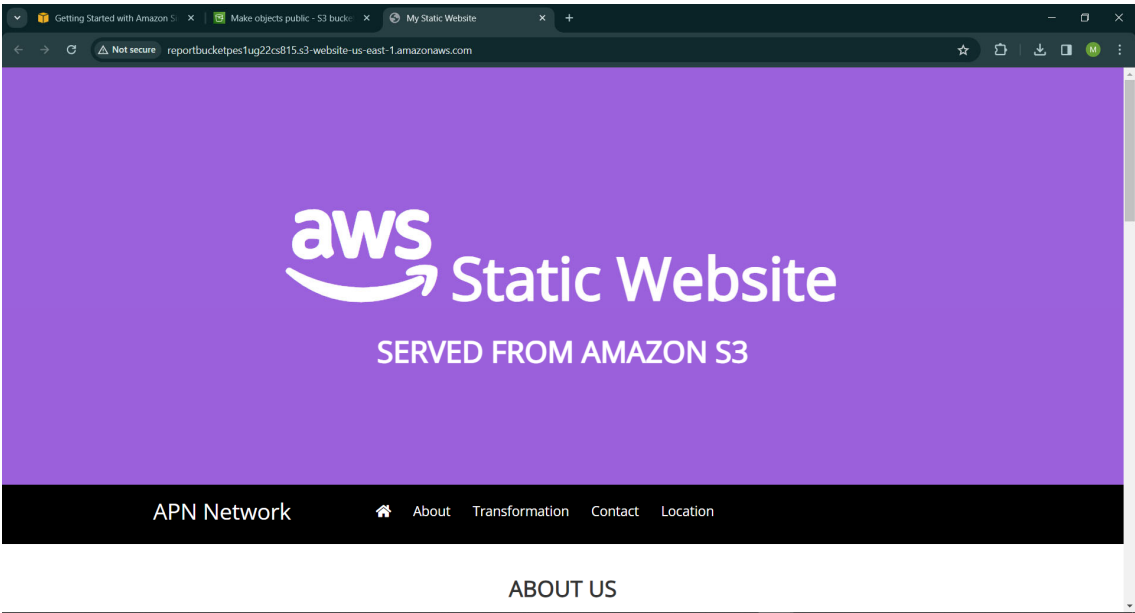 Getting Started with Amazon S
Make objects public - S3 bucke
My Static Website
Not secure
reportbucketpes1ug22cs815.s3-website-us-east-1.amazonaws.com
M
aws
Static Website
SERVED FROM AMAZON S3
APN Network
About
Transformation
Contact
Location
ABOUT US